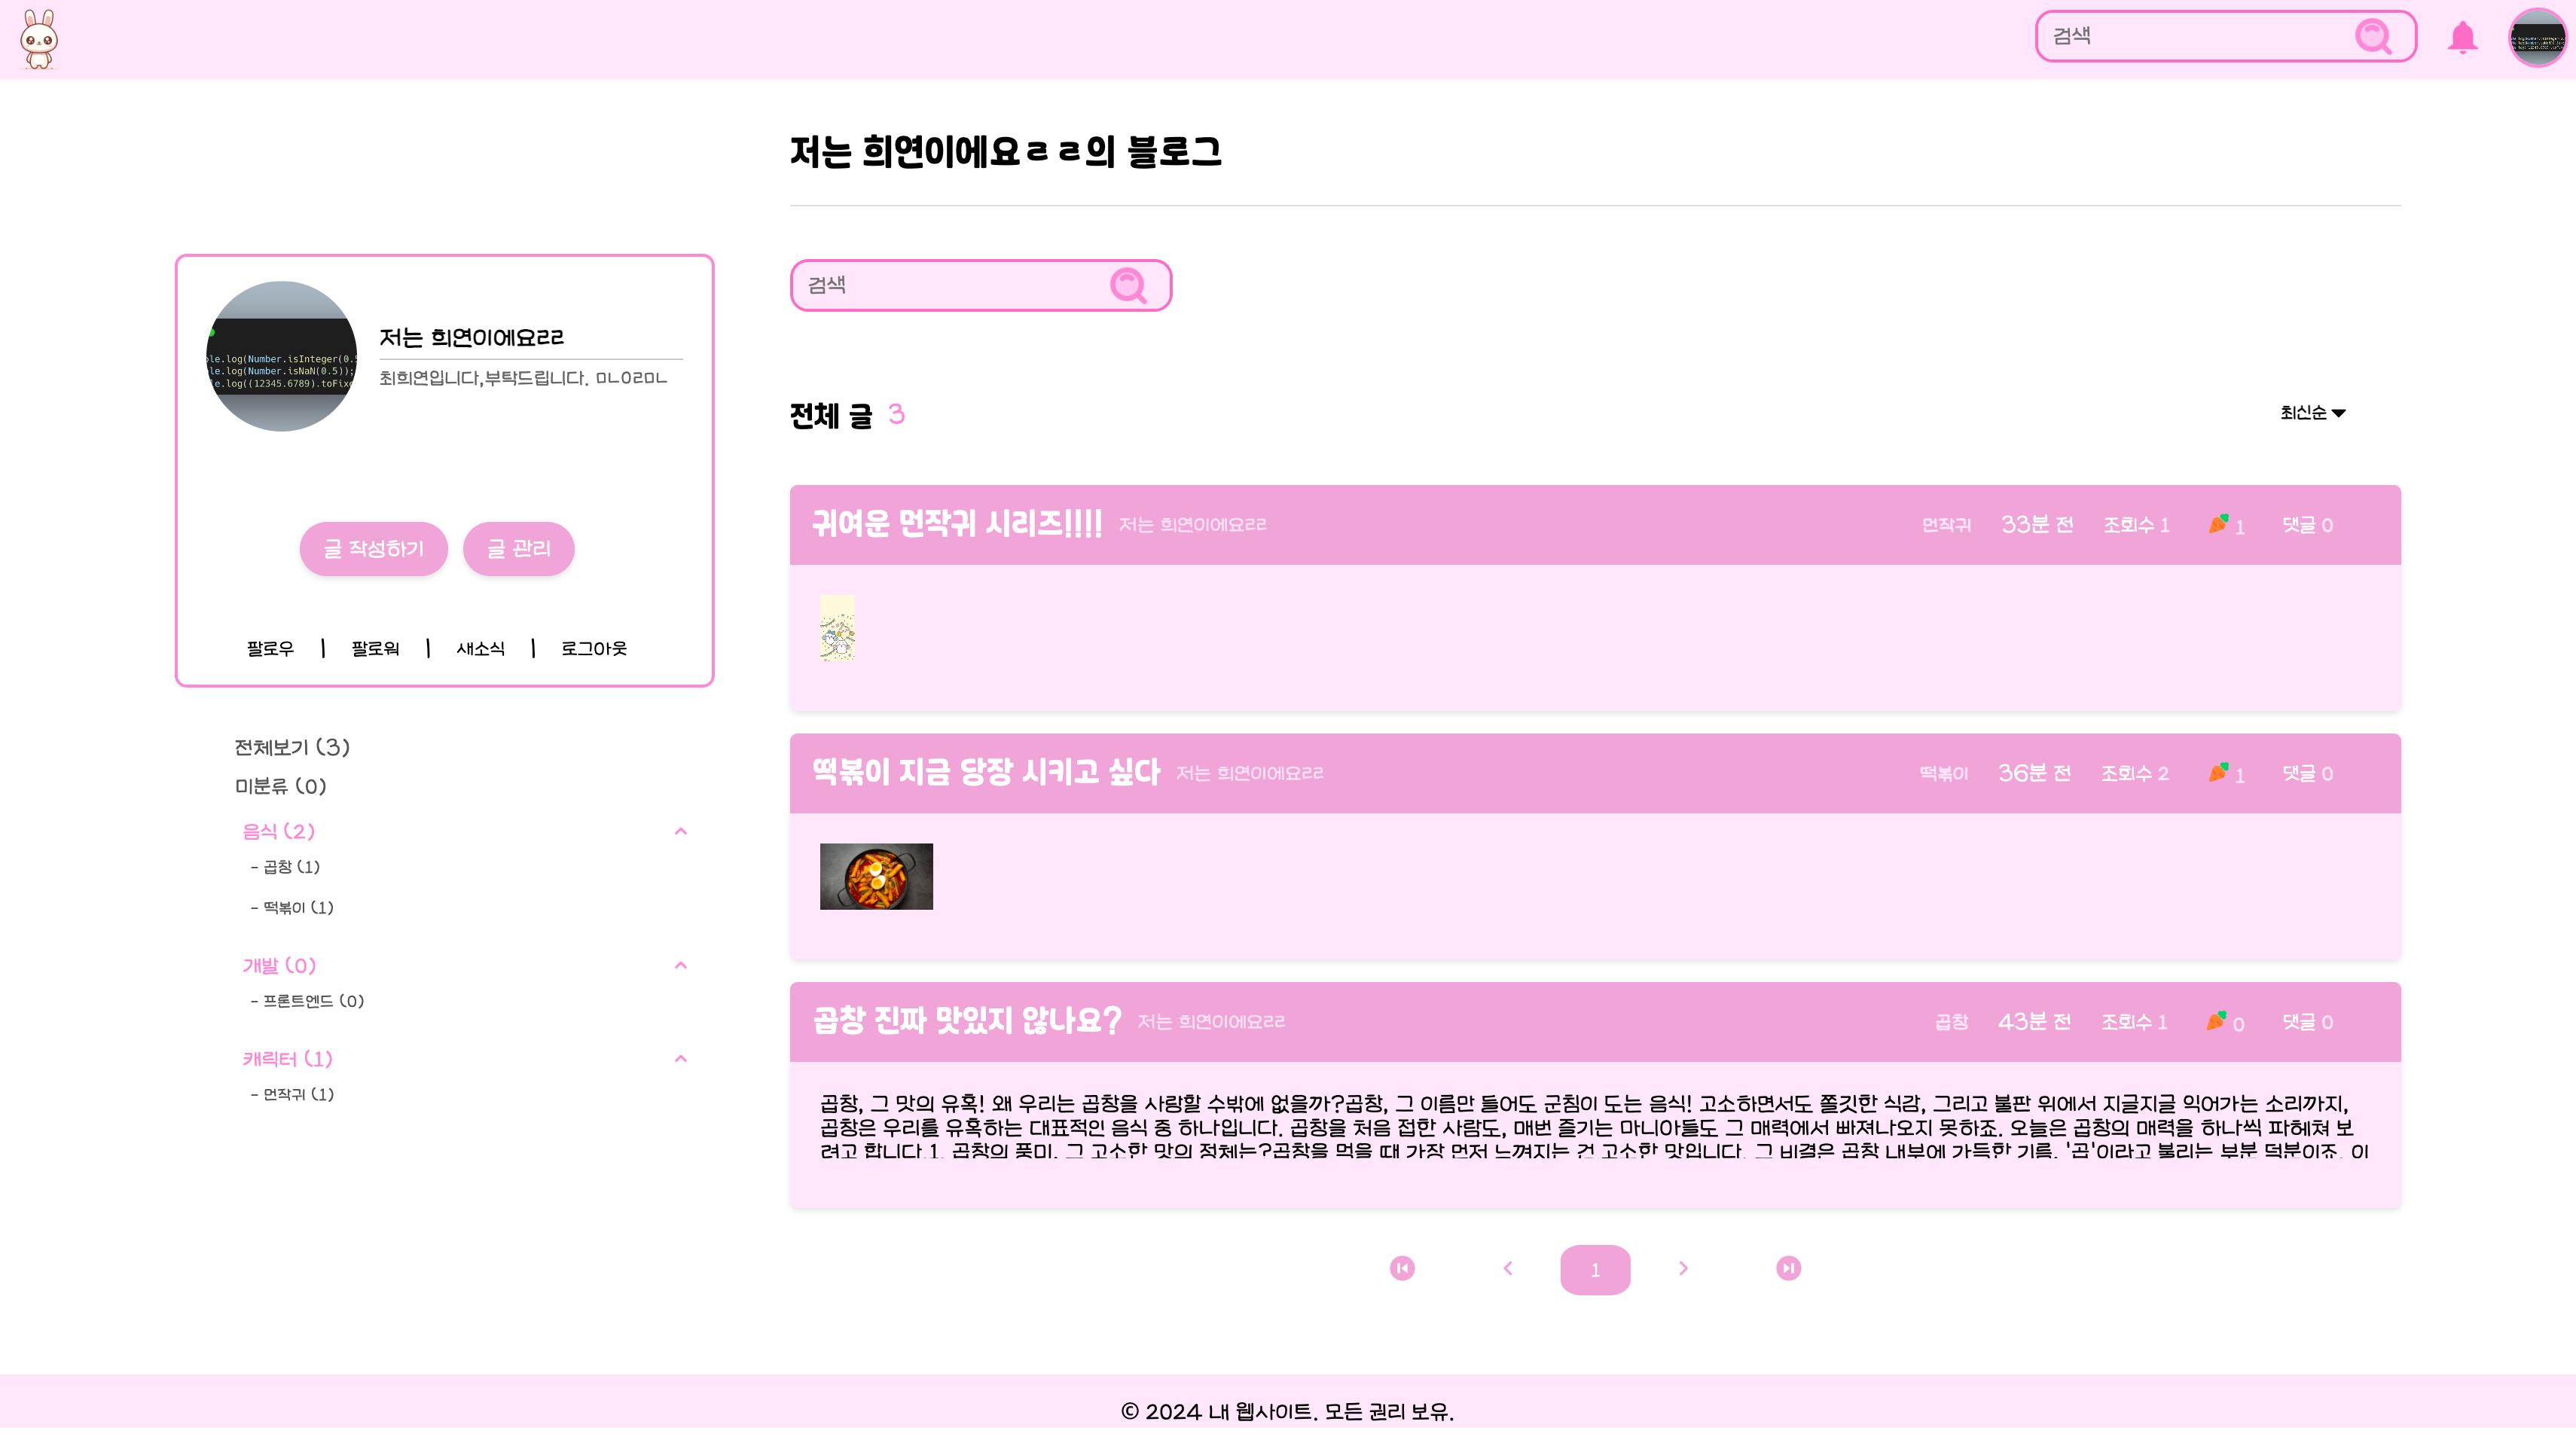 검색
저는 희연이에요ㄹㄹ의 블로그
검색
저는 희연이에요ㄹㄹ
최희연입니다,부탁드립니다. ㅁㄴㅇㄹㅁㄴ
ole.log(Number.isInteger(0.5
ole.log(Number.isNaN(0.5));
le.log((12345.6789).toFixe
글 작성하기 글 관리
팔로우 | 팔로워 | 새소식 | 로그아웃
전체보기 (3)
미분류 (0)
음식 (2)
- 곱창 (1)
- 떡볶이 (1)
개발 (0)
- 프론트엔드 (0)
캐릭터 (1)
- 먼작귀 (1)
전체 글 3
최신순
귀여운 먼작귀 시리즈!!!! 저는 희연이에요ㄹㄹ 먼작귀 33분 전 조회수 1 🥕 1 댓글 0
떡볶이 지금 당장 시키고 싶다 저는 희연이에요ㄹㄹ 떡볶이 36분 전 조회수 2 🥕 1 댓글 0
곱창 진짜 맛있지 않나요? 저는 희연이에요ㄹㄹ 곱창 43분 전 조회수 1 🥕 0 댓글 0
곱창, 그 맛의 유혹! 왜 우리는 곱창을 사랑할 수밖에 없을까?곱창, 그 이름만 들어도 군침이 도는 음식! 고소하면서도 쫄깃한 식감, 그리고 불판 위에서 지글지글 익어가는 소리까지,
곱창은 우리를 유혹하는 대표적인 음식 중 하나입니다. 곱창을 처음 접한 사람도, 매번 즐기는 마니아들도 그 매력에서 빠져나오지 못하죠. 오늘은 곱창의 매력을 하나씩 파헤쳐 보
려고 합니다.1. 곱창의 풍미, 그 고소한 맛의 정체는?곱창을 먹을 때 가장 먼저 느껴지는 건 고소한 맛입니다. 그 비결은 곱창 내부에 가득한 기름, '곱'이라고 불리는 부분 덕분이죠. 이
1
© 2024 내 웹사이트. 모든 권리 보유.